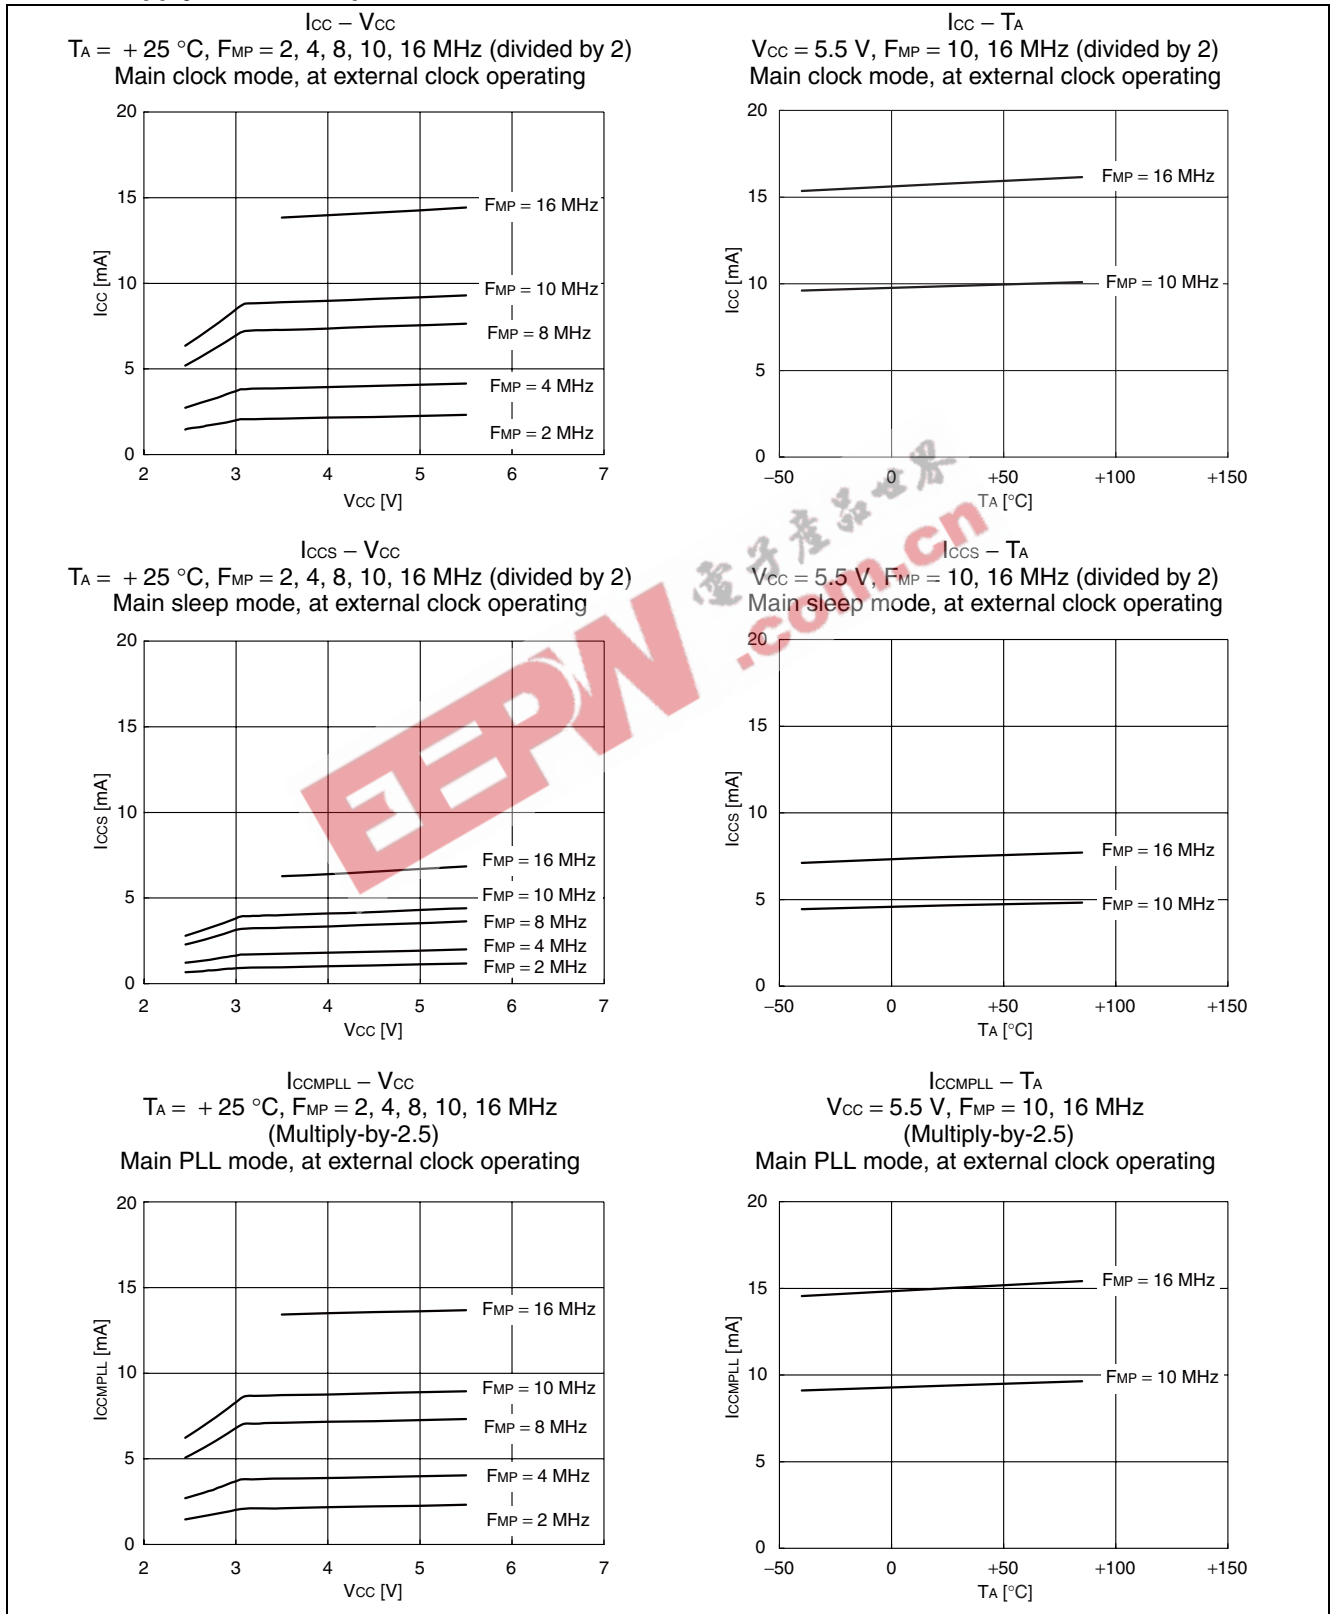 ICC − VCC
TA = + 25 °C, FMP = 2, 4, 8, 10, 16 MHz (divided by 2)
Main clock mode, at external clock operating
20
15
10
5
0
ICC [mA]
FMP = 16 MHz
FMP = 10 MHz
FMP = 8 MHz
FMP = 4 MHz
FMP = 2 MHz
2 3 4 5 6 7
VCC [V]
ICC − TA
VCC = 5.5 V, FMP = 10, 16 MHz (divided by 2)
Main clock mode, at external clock operating
20
15
10
5
0
ICC [mA]
FMP = 16 MHz
FMP = 10 MHz
−50 0 +50 +100 +150
TA [°C]
ICCS − VCC
TA = + 25 °C, FMP = 2, 4, 8, 10, 16 MHz (divided by 2)
Main sleep mode, at external clock operating
20
15
10
5
0
ICCS [mA]
FMP = 16 MHz
FMP = 10 MHz
FMP = 8 MHz
FMP = 4 MHz
FMP = 2 MHz
2 3 4 5 6 7
VCC [V]
ICCS − TA
VCC = 5.5 V, FMP = 10, 16 MHz (divided by 2)
Main sleep mode, at external clock operating
20
15
10
5
0
ICCS [mA]
FMP = 16 MHz
FMP = 10 MHz
−50 0 +50 +100 +150
TA [°C]
ICCMPLL − VCC
TA = + 25 °C, FMP = 2, 4, 8, 10, 16 MHz
(Multiply-by-2.5)
Main PLL mode, at external clock operating
20
15
10
5
0
ICCMPLL [mA]
FMP = 16 MHz
FMP = 10 MHz
FMP = 8 MHz
FMP = 4 MHz
FMP = 2 MHz
2 3 4 5 6 7
VCC [V]
ICCMPLL − TA
VCC = 5.5 V, FMP = 10, 16 MHz
(Multiply-by-2.5)
Main PLL mode, at external clock operating
20
15
10
5
0
ICCMPLL [mA]
FMP = 16 MHz
FMP = 10 MHz
−50 0 +50 +100 +150
TA [°C]
EEPW
電子產品世界
.com.cn